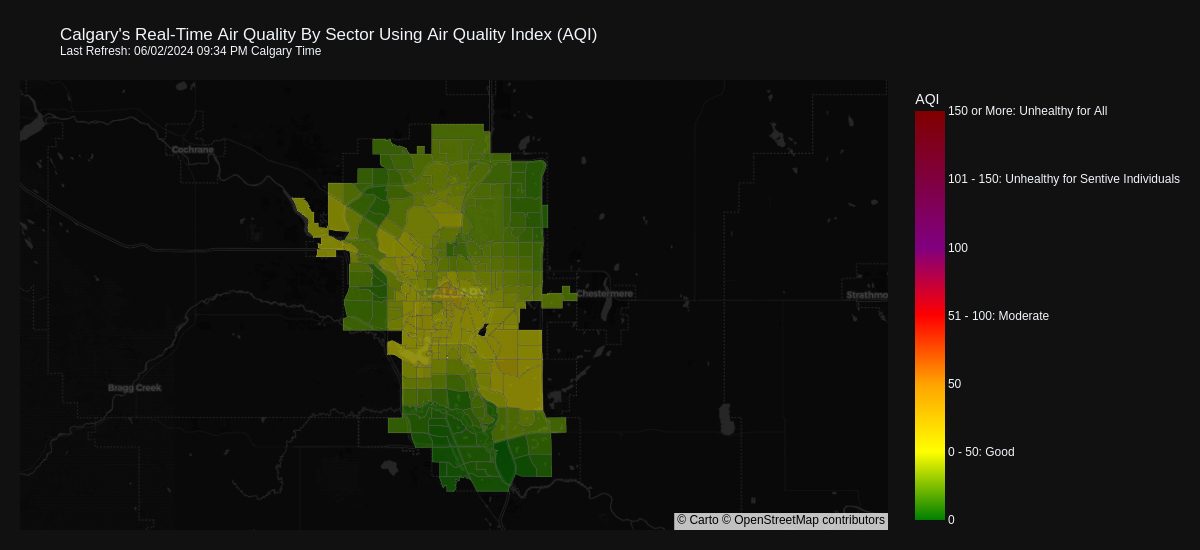 Calgary's Real-Time Air Quality By Sector Using Air Quality Index (AQI)
Last Refresh: 06/02/2024 09:34 PM Calgary Time
AQI
150 or More: Unhealthy for All
Cochrane
101 - 150: Unhealthy for Sentive Individuals
100
CALGARY
Chestermere
Strathmo
51 - 100: Moderate
Bragg Creek
50
0 - 50: Good
0
© Carto © OpenStreetMap contributors